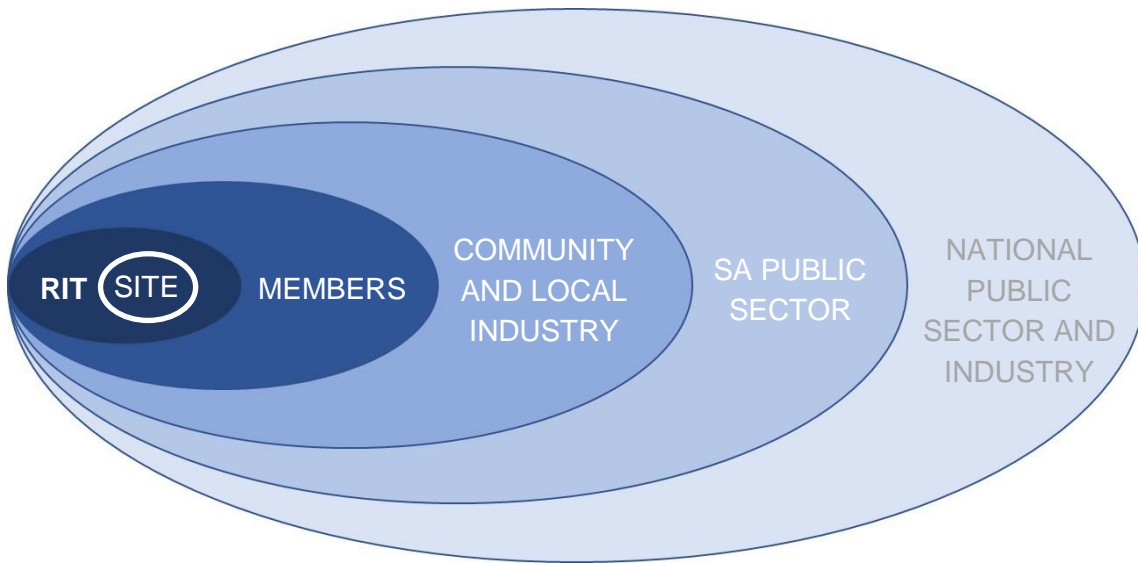 RIT
SITE
MEMBERS
COMMUNITY
AND LOCAL
INDUSTRY
SA PUBLIC
SECTOR
NATIONAL
PUBLIC
SECTOR AND
INDUSTRY